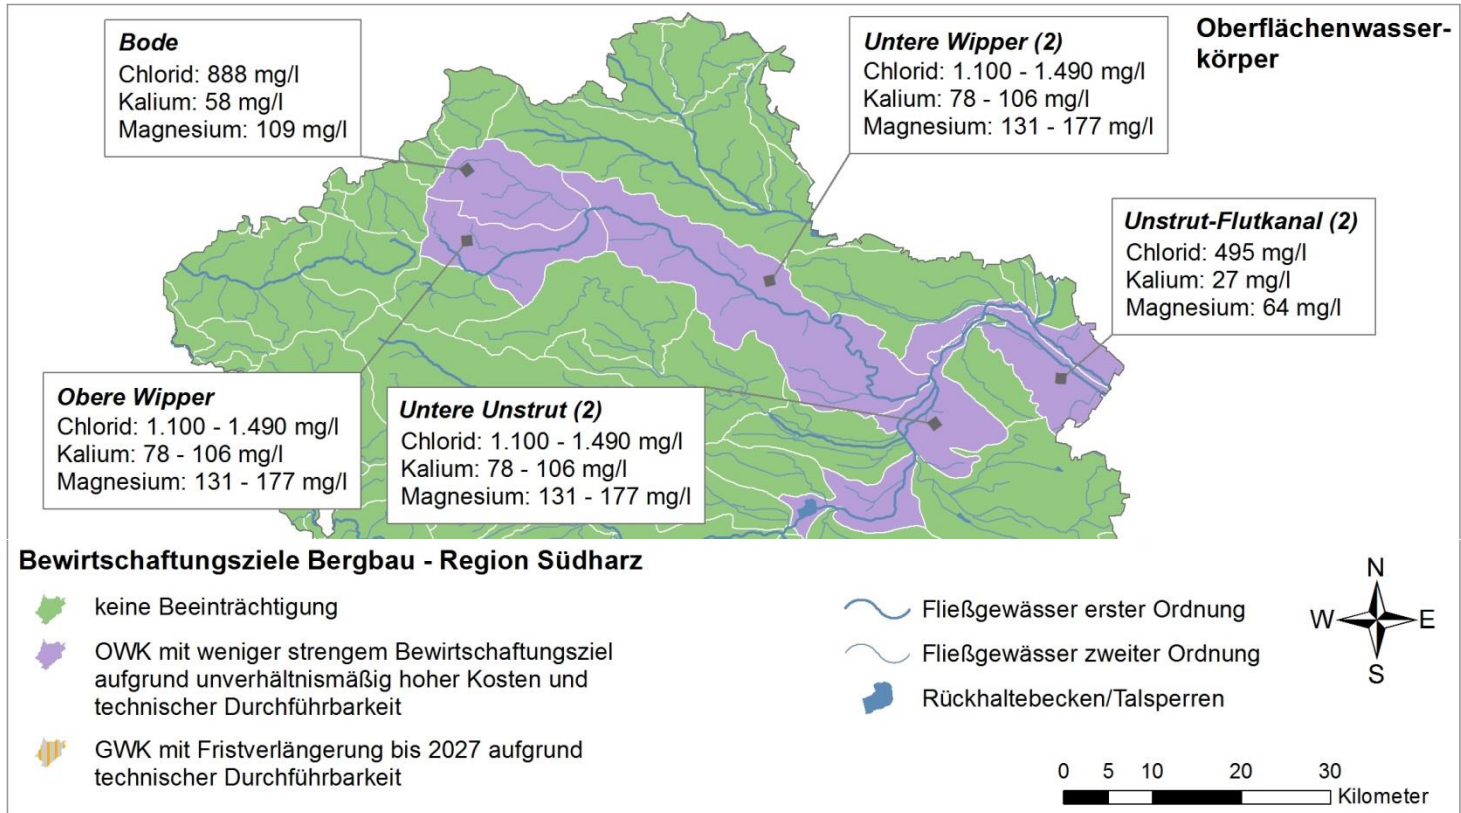 Oberflächenwasser-
körper
Bode
Chlorid: 888 mg/l
Kalium: 58 mg/l
Magnesium: 109 mg/l
Untere Wipper (2)
Chlorid: 1.100 - 1.490 mg/l
Kalium: 78 - 106 mg/l
Magnesium: 131 - 177 mg/l
Unstrut-Flutkanal (2)
Chlorid: 495 mg/l
Kalium: 27 mg/l
Magnesium: 64 mg/l
Obere Wipper
Chlorid: 1.100 - 1.490 mg/l
Kalium: 78 - 106 mg/l
Magnesium: 131 - 177 mg/l
Untere Unstrut (2)
Chlorid: 1.100 - 1.490 mg/l
Kalium: 78 - 106 mg/l
Magnesium: 131 - 177 mg/l
Bewirtschaftungsziele Bergbau - Region Südharz
keine Beeinträchtigung
OWK mit weniger strengem Bewirtschaftungsziel
aufgrund unverhältnismäßig hoher Kosten und
technischer Durchführbarkeit
GWK mit Fristverlängerung bis 2027 aufgrund
technischer Durchführbarkeit
Fließgewässer erster Ordnung
Fließgewässer zweiter Ordnung
Rückhaltebecken/Talsperren
N
W E
S
0 5 10 20 30
Kilometer